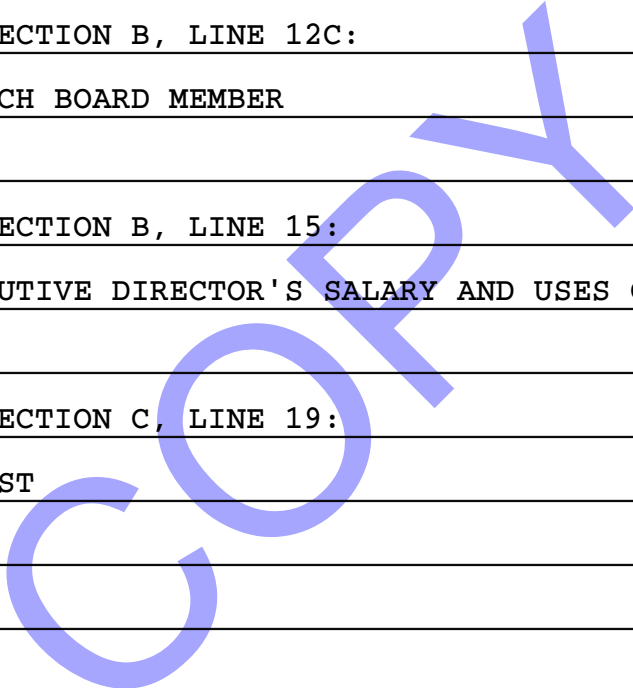 ECTION B, LINE 12C:
CH BOARD MEMBER
ECTION B, LINE 15:
UTIVE DIRECTOR'S SALARY AND USES
ECTION C, LINE 19:
ST
COPY